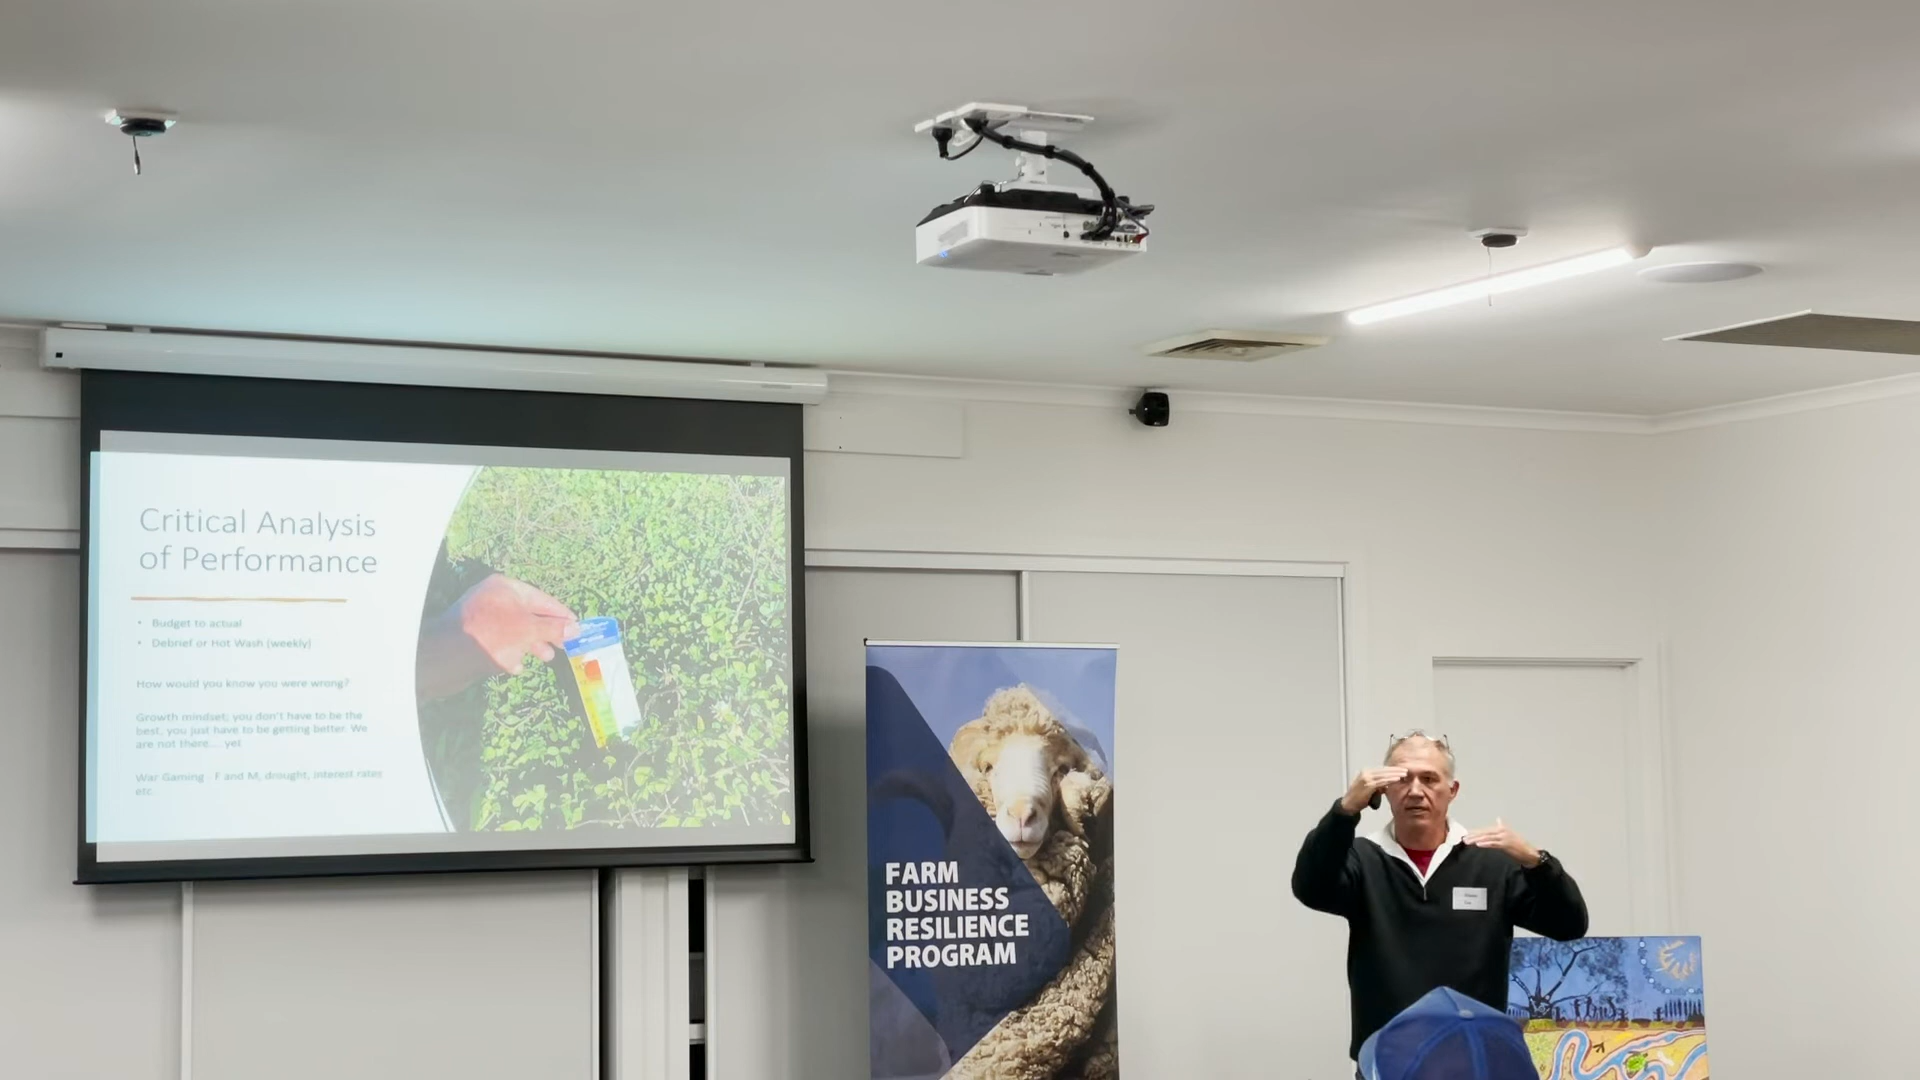 Critical Analysis
of Performance
• Budget to actual
• Debrief or Hot Wash (weekly)
How would you know you were wrong?
Growth mindset; you don't have to be the
best, you just have to be getting better. We
are not there... yet
War Gaming - F and M, drought, interest rates
etc.
FARM
BUSINESS
RESILIENCE
PROGRAM